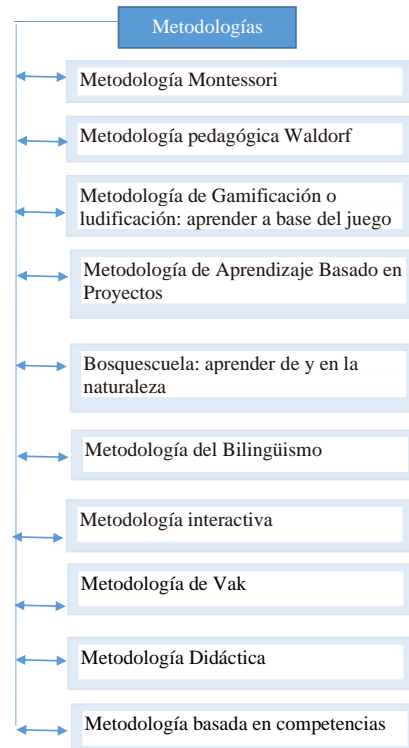 Metodologías
Metodología Montessori
Metodología pedagógica Waldorf
Metodología de Gamificación o
ludificación: aprender a base del juego
Metodología de Aprendizaje Basado en
Proyectos
Bosquescuela: aprender de y en la
naturaleza
Metodología del Bilingüismo
Metodología interactiva
Metodología de Vak
Metodología Didáctica
Metodología basada en competencias